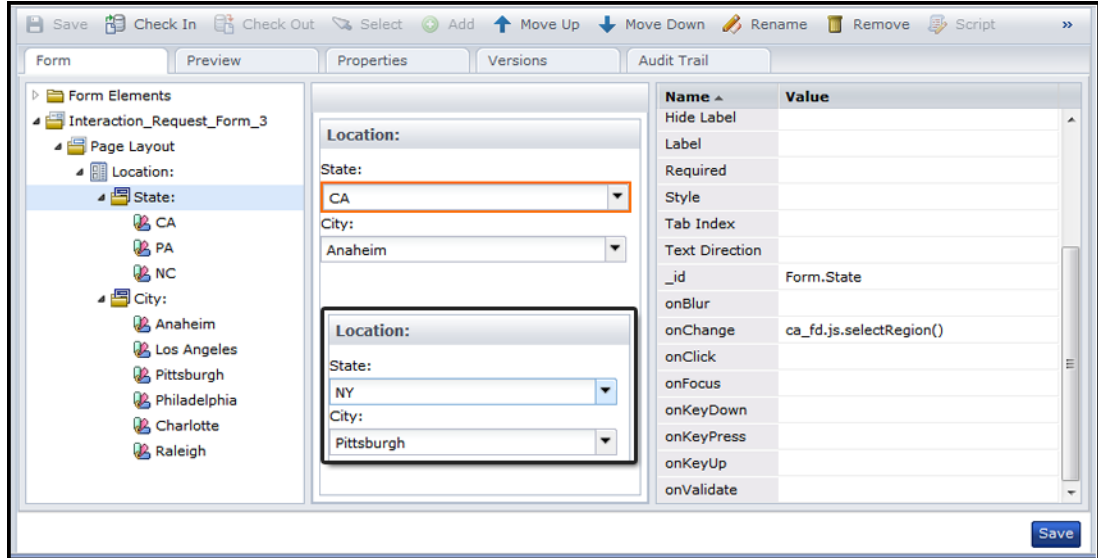 Save Check In Check Out Select Add Move Up Move Down Rename Remove Script »
Form Preview Properties Versions Audit Trail
Form Elements
Interaction_Request_Form_3
Page Layout
Location:
State:
CA
PA
NC
City:
Anaheim
Los Angeles
Pittsburgh
Philadelphia
Charlotte
Raleigh
Location:
State:
CA
City:
Anaheim
Location:
State:
NY
City:
Pittsburgh
Name Value
Hide Label
Label
Required
Style
Tab Index
Text Direction
_id Form.State
onBlur
onChange ca_fd.js.selectRegion()
onClick
onFocus
onKeyDown
onKeyPress
onKeyUp
onValidate
Save